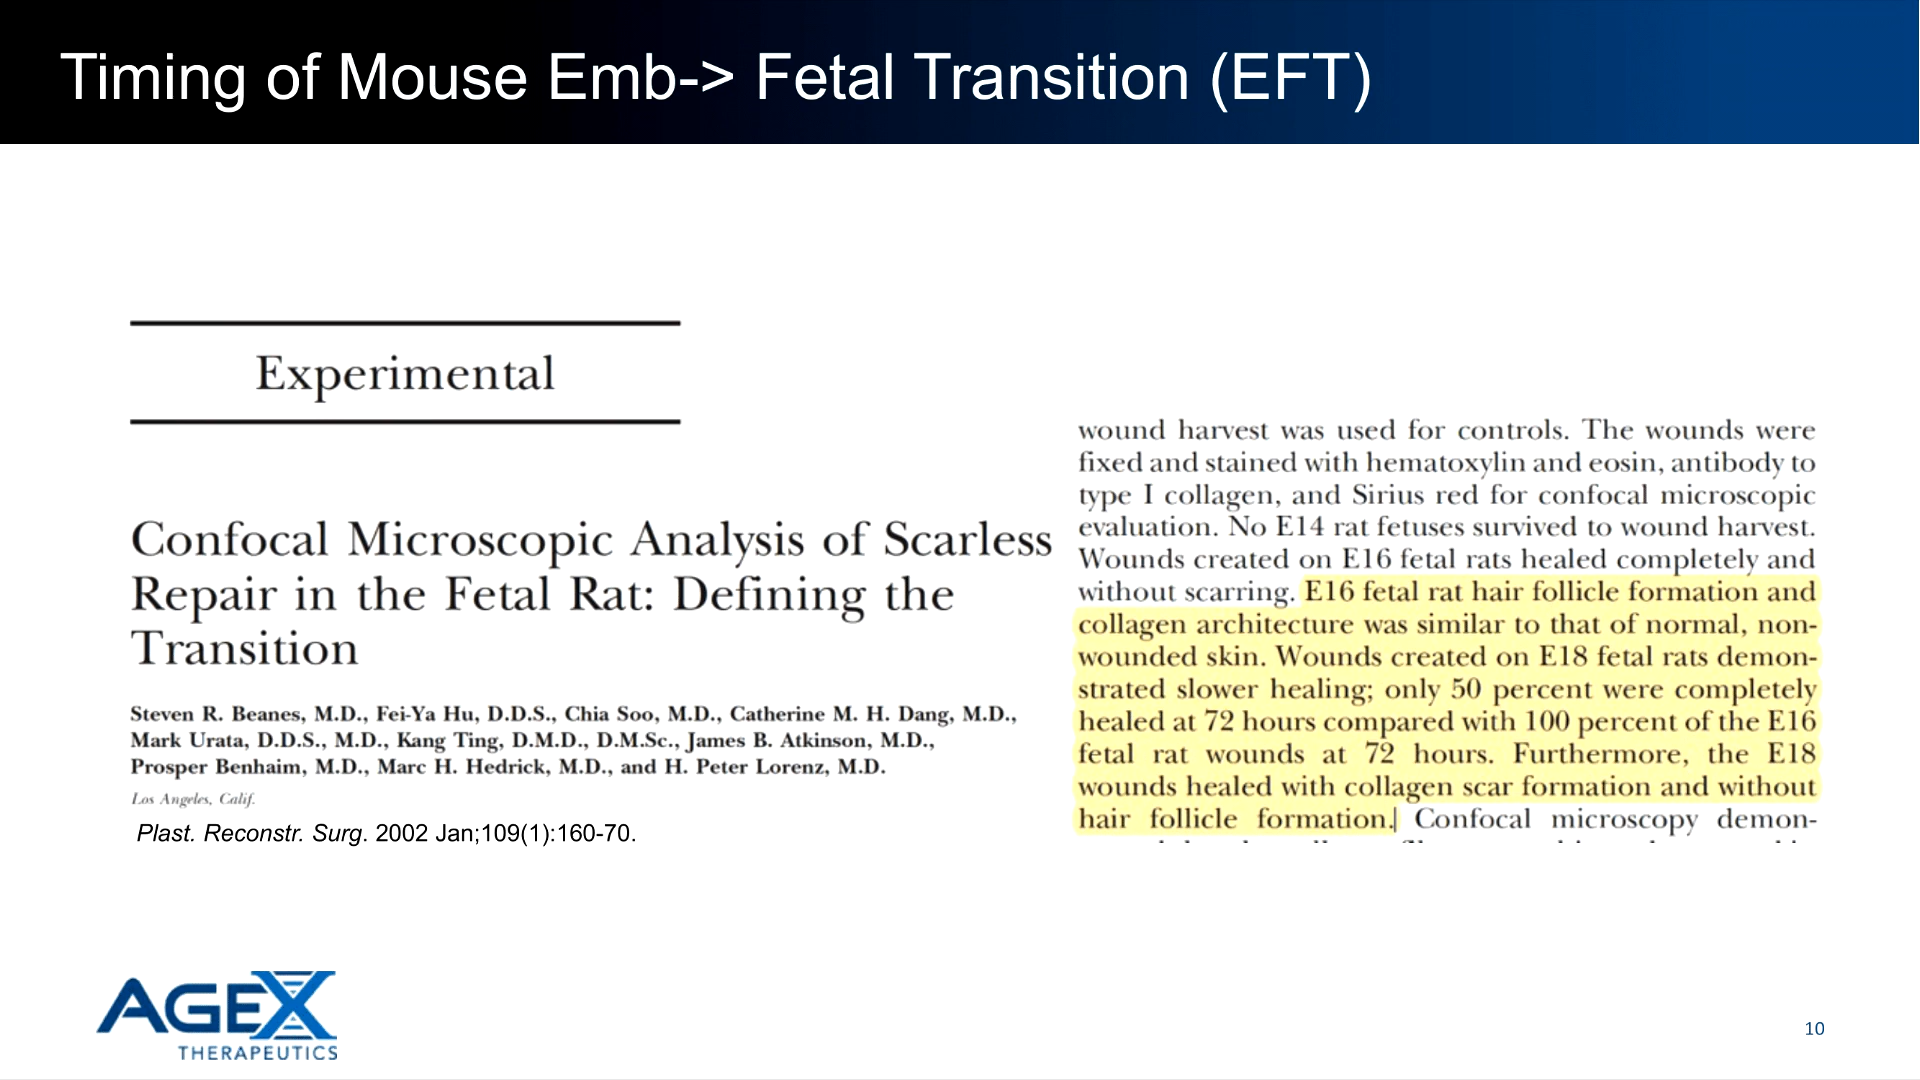 Timing of Mouse Emb-> Fetal Transition (EFT)
Experimental
Confocal Microscopic Analysis of Scarless
Repair in the Fetal Rat: Defining the
Transition
Steven R. Beanes, M.D., Fei-Ya Hu, D.D.S., Chia Soo, M.D., Catherine M. H. Dang, M.D.,
Mark Urata, D.D.S., M.D., Kang Ting, D.M.D., D.M.Sc., James B. Atkinson, M.D.,
Prosper Benhaim, M.D., Marc H. Hedrick, M.D., and H. Peter Lorenz, M.D.
Los Angeles, Calif.
Plast. Reconstr. Surg. 2002 Jan;109(1):160-70.
wound harvest was used for controls. The wounds were
fixed and stained with hematoxylin and eosin, antibody to
type I collagen, and Sirius red for confocal microscopic
evaluation. No E14 rat fetuses survived to wound harvest.
Wounds created on E16 fetal rats healed completely and
without scarring. E16 fetal rat hair follicle formation and
collagen architecture was similar to that of normal, non-
wounded skin. Wounds created on E18 fetal rats demon-
strated slower healing; only 50 percent were completely
healed at 72 hours compared with 100 percent of the E16
fetal rat wounds at 72 hours. Furthermore, the E18
wounds healed with collagen scar formation and without
hair follicle formation. Confocal microscopy demon-
AGEX
THERAPEUTICS
10